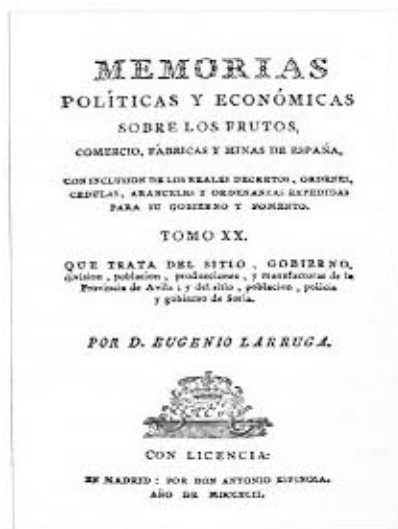 MEMORIAS
POLÍTICAS Y ECONÓMICAS
SOBRE LOS FRUTOS,
COMERCIO, FÁBRICAS Y MINAS DE ESPAÑA,
CON INCLUSION DE LOS REALES DECRETOS, ORDENES,
CEDULAS, ARANCELES Y ORDENANZAS EXPEDIDAS
PARA SU GOBIERNO Y FOMENTO.
TOMO XX.
QUE TRATA DEL SITIO, GOBIERNO,
division, poblacion, producciones, y manufacturas de la
Provincia de Avila: y del sitio, poblacion, policía
y gobierno de Soria.
POR D. EUGENIO LARRUGA.
CON LICENCIA:
EN MADRID: POR DON ANTONIO ESPINOSA.
AÑO DE MDCCXCII.